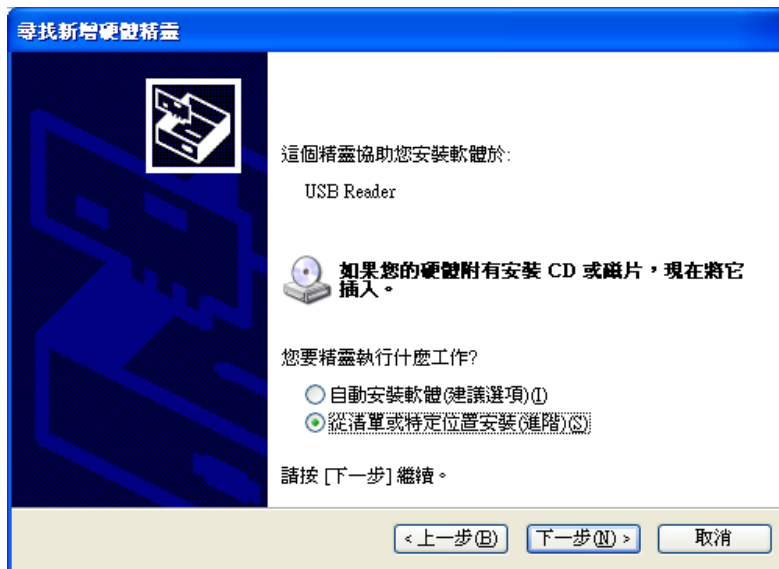 尋找新增硬體精靈
這個精靈協助您安裝軟體於:
USB Reader
如果您的硬體附有安裝 CD 或磁片，現在將它
插入。
您要精靈執行什麼工作?
自動安裝軟體(建議選項)(I)
從清單或特定位置安裝(進階)(S)
請按 [下一步] 繼續。
< 上一步(B) 下一步(N) > 取消